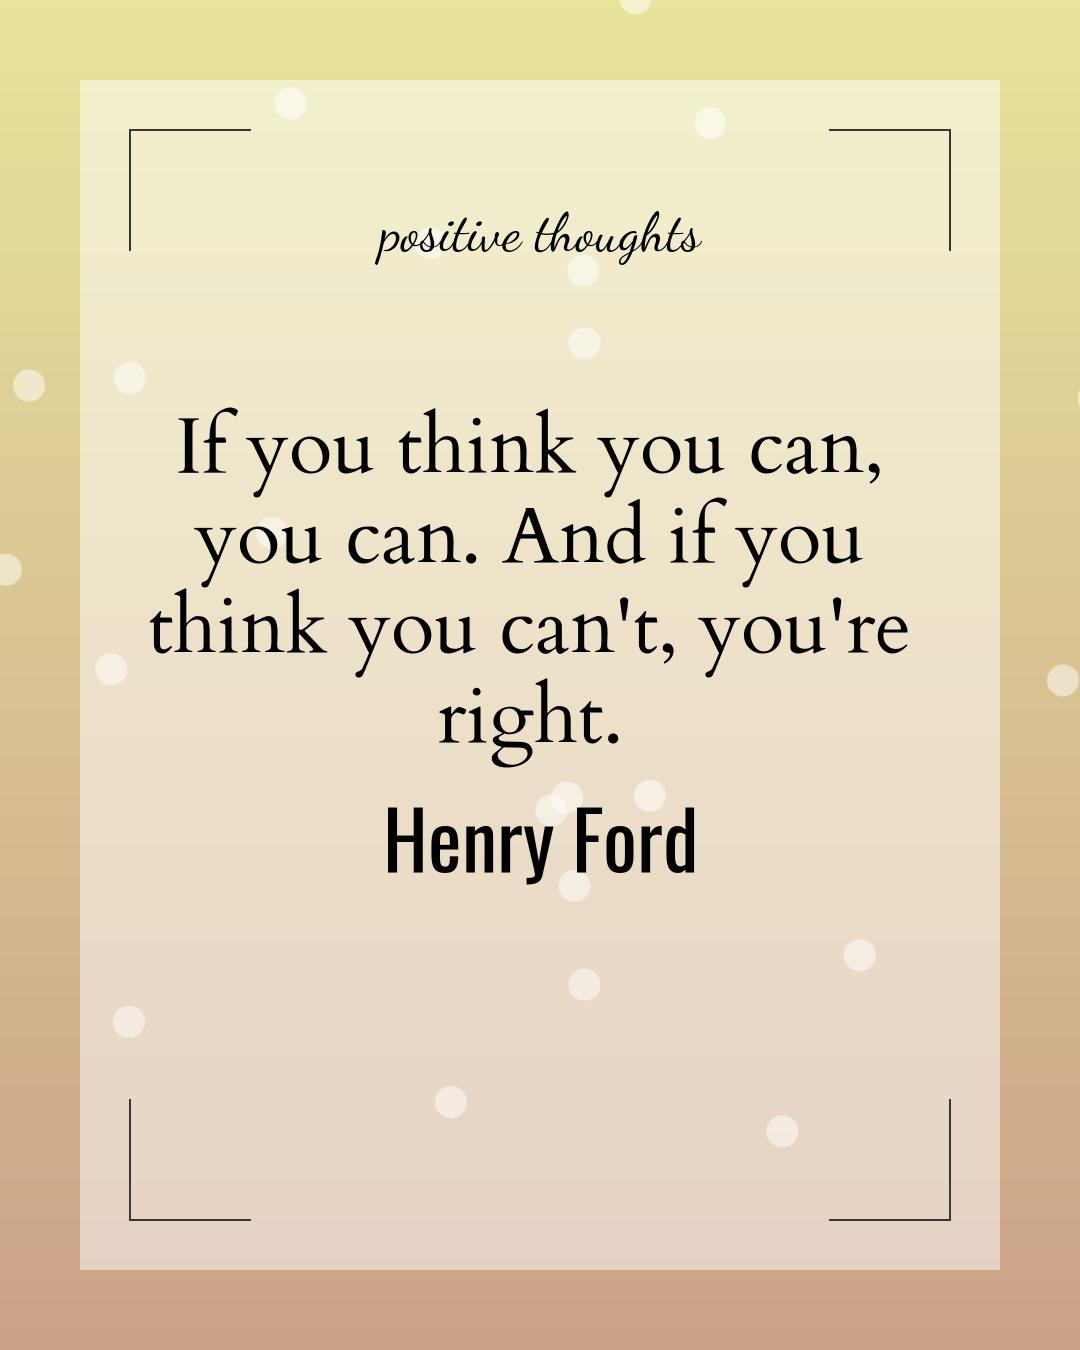 positive thoughts
If you think you can,
you can. And if you
think you can't, you're
right.
Henry Ford